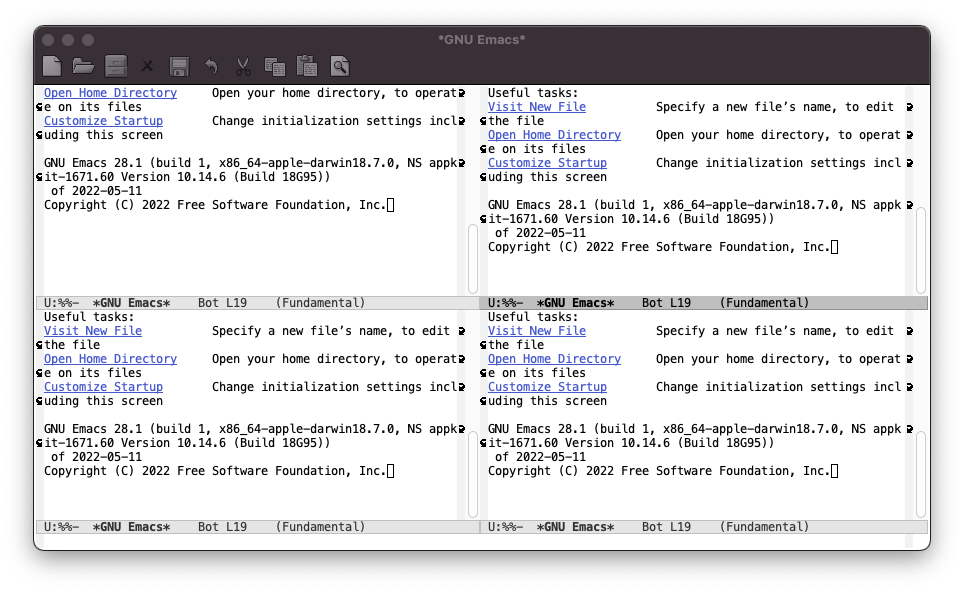 *GNU Emacs*
Open Home Directory     Open your home directory, to operat
e on its files
Customize Startup       Change initialization settings incl
uding this screen
GNU Emacs 28.1 (build 1, x86_64-apple-darwin18.7.0, NS appk
it-1671.60 Version 10.14.6 (Build 18G95))
 of 2022-05-11
Copyright (C) 2022 Free Software Foundation, Inc.
U:%%-  *GNU Emacs*    Bot L19    (Fundamental)
Useful tasks:
Visit New File          Specify a new file’s name, to edit
the file
Open Home Directory     Open your home directory, to operat
e on its files
Customize Startup       Change initialization settings incl
uding this screen
GNU Emacs 28.1 (build 1, x86_64-apple-darwin18.7.0, NS appk
it-1671.60 Version 10.14.6 (Build 18G95))
 of 2022-05-11
Copyright (C) 2022 Free Software Foundation, Inc.
U:%%-  *GNU Emacs*    Bot L19    (Fundamental)
Useful tasks:
Visit New File          Specify a new file’s name, to edit
the file
Open Home Directory     Open your home directory, to operat
e on its files
Customize Startup       Change initialization settings incl
uding this screen
GNU Emacs 28.1 (build 1, x86_64-apple-darwin18.7.0, NS appk
it-1671.60 Version 10.14.6 (Build 18G95))
 of 2022-05-11
Copyright (C) 2022 Free Software Foundation, Inc.
U:%%-  *GNU Emacs*    Bot L19    (Fundamental)
Useful tasks:
Visit New File          Specify a new file’s name, to edit
the file
Open Home Directory     Open your home directory, to operat
e on its files
Customize Startup       Change initialization settings incl
uding this screen
GNU Emacs 28.1 (build 1, x86_64-apple-darwin18.7.0, NS appk
it-1671.60 Version 10.14.6 (Build 18G95))
 of 2022-05-11
Copyright (C) 2022 Free Software Foundation, Inc.
U:%%-  *GNU Emacs*    Bot L19    (Fundamental)